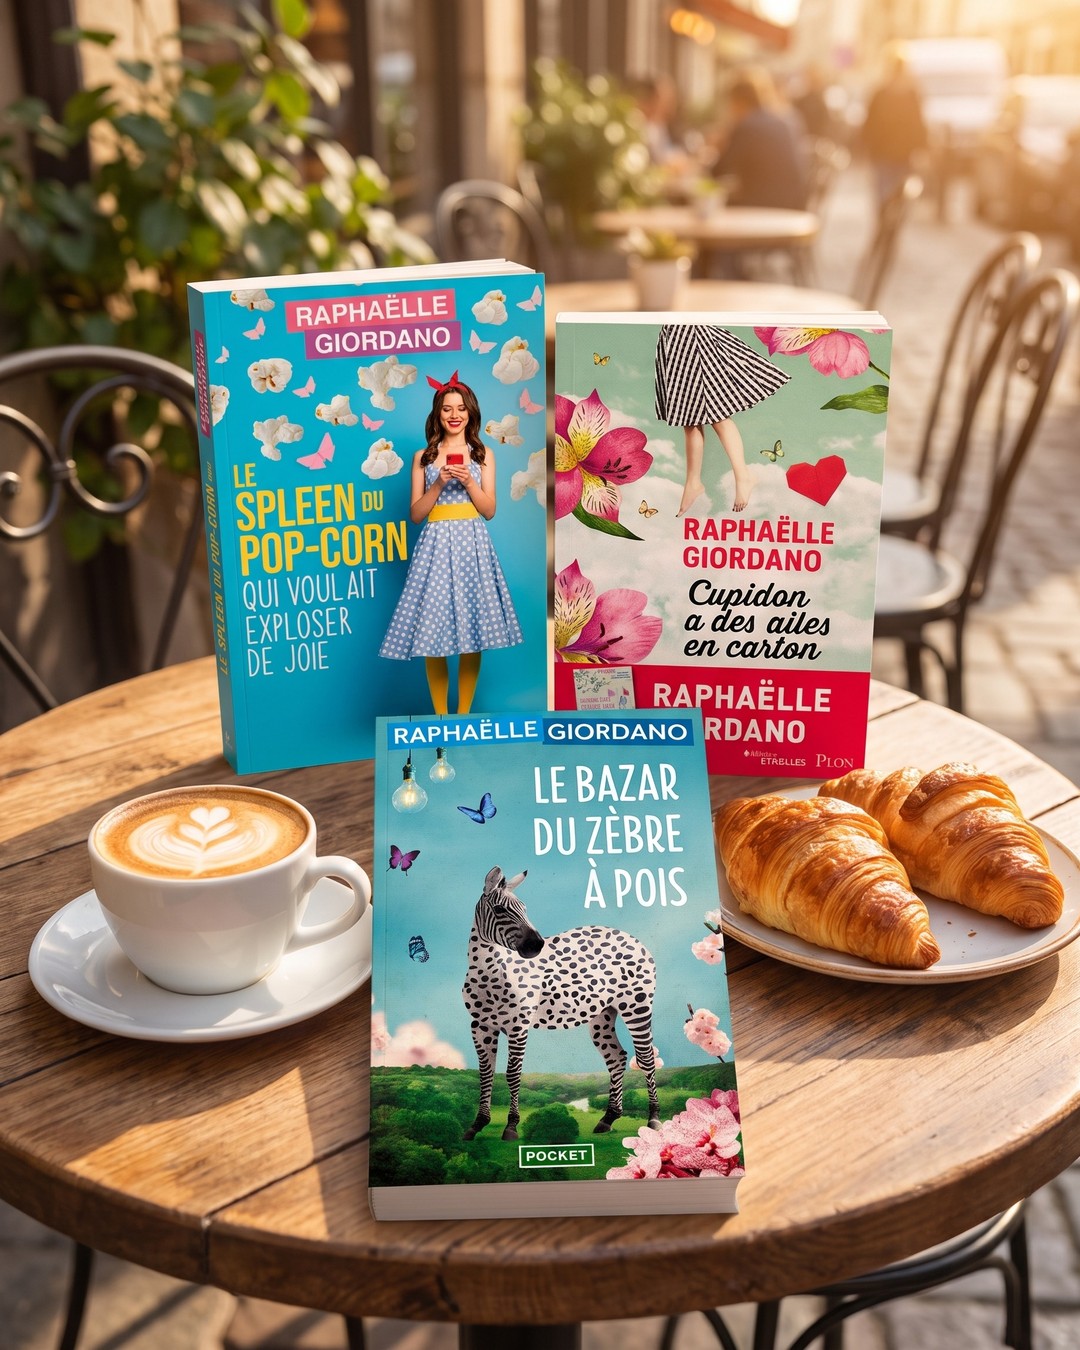 RAPHAËLLE
GIORDANO
LE
SPLEEN DU
POP-CORN
QUI VOULAIT
EXPLOSER
DE JOIE
LE SPLEEN DU POP-CORN
RAPHAËLLE
GIORDANO
Cupidon
a des ailes
en carton
RAPHAËLLE
RDANO
PLON
RAPHAËLLE GIORDANO
LE BAZAR
DU ZÈBRE
À POIS
POCKET